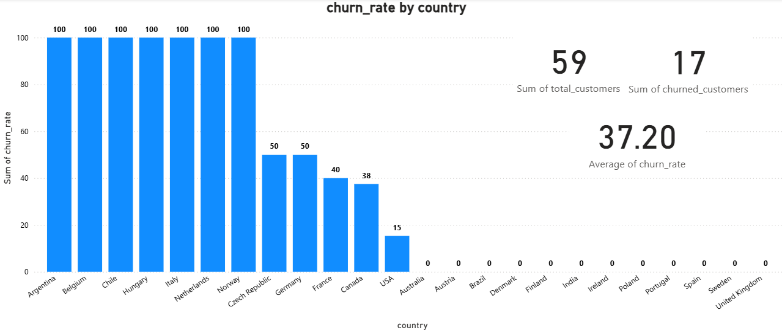 churn_rate by country
100 100 100 100 100 100 100 50 50 40 38 15 0 0 0 0 0 0 0 0 0 0 0 0
59
Sum of total_customers
17
Sum of churned_customers
37.20
Average of churn_rate
Sum of churn_rate
100
80
60
40
20
0
Argentina Belgium Chile Hungary Italy Netherlands Norway Czech Republic Germany France Canada USA Australia Austria Brazil Denmark Finland India Ireland Poland Portugal Spain Sweden United Kingdom
country